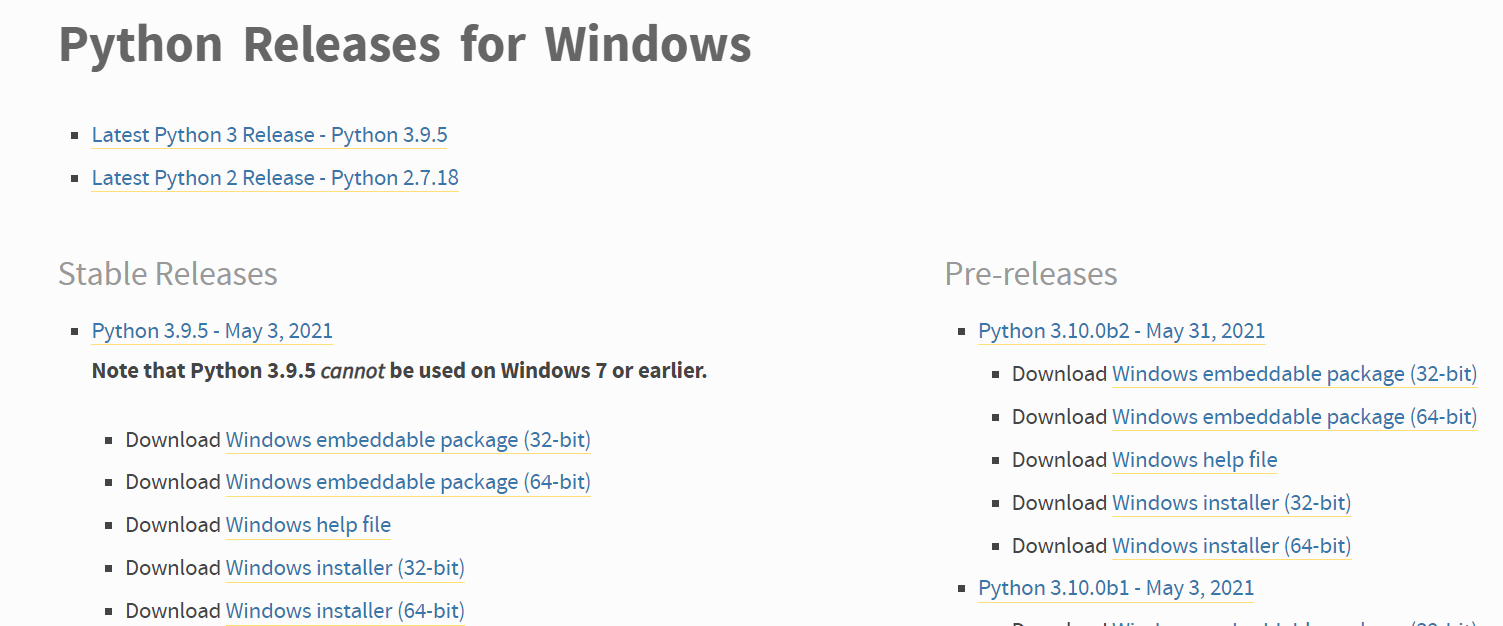 Python Releases for Windows
Latest Python 3 Release - Python 3.9.5
Latest Python 2 Release - Python 2.7.18
Stable Releases
Python 3.9.5 - May 3, 2021
Note that Python 3.9.5 cannot be used on Windows 7 or earlier.
Download Windows embeddable package (32-bit)
Download Windows embeddable package (64-bit)
Download Windows help file
Download Windows installer (32-bit)
Download Windows installer (64-bit)
Pre-releases
Python 3.10.0b2 - May 31, 2021
Download Windows embeddable package (32-bit)
Download Windows embeddable package (64-bit)
Download Windows help file
Download Windows installer (32-bit)
Download Windows installer (64-bit)
Python 3.10.0b1 - May 3, 2021